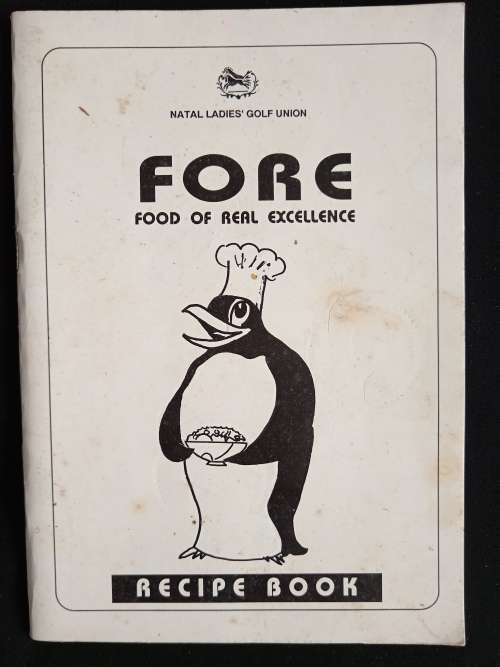 NATAL LADIES' GOLF UNION
FORE
FOOD OF REAL EXCELLENCE
RECIPE BOOK